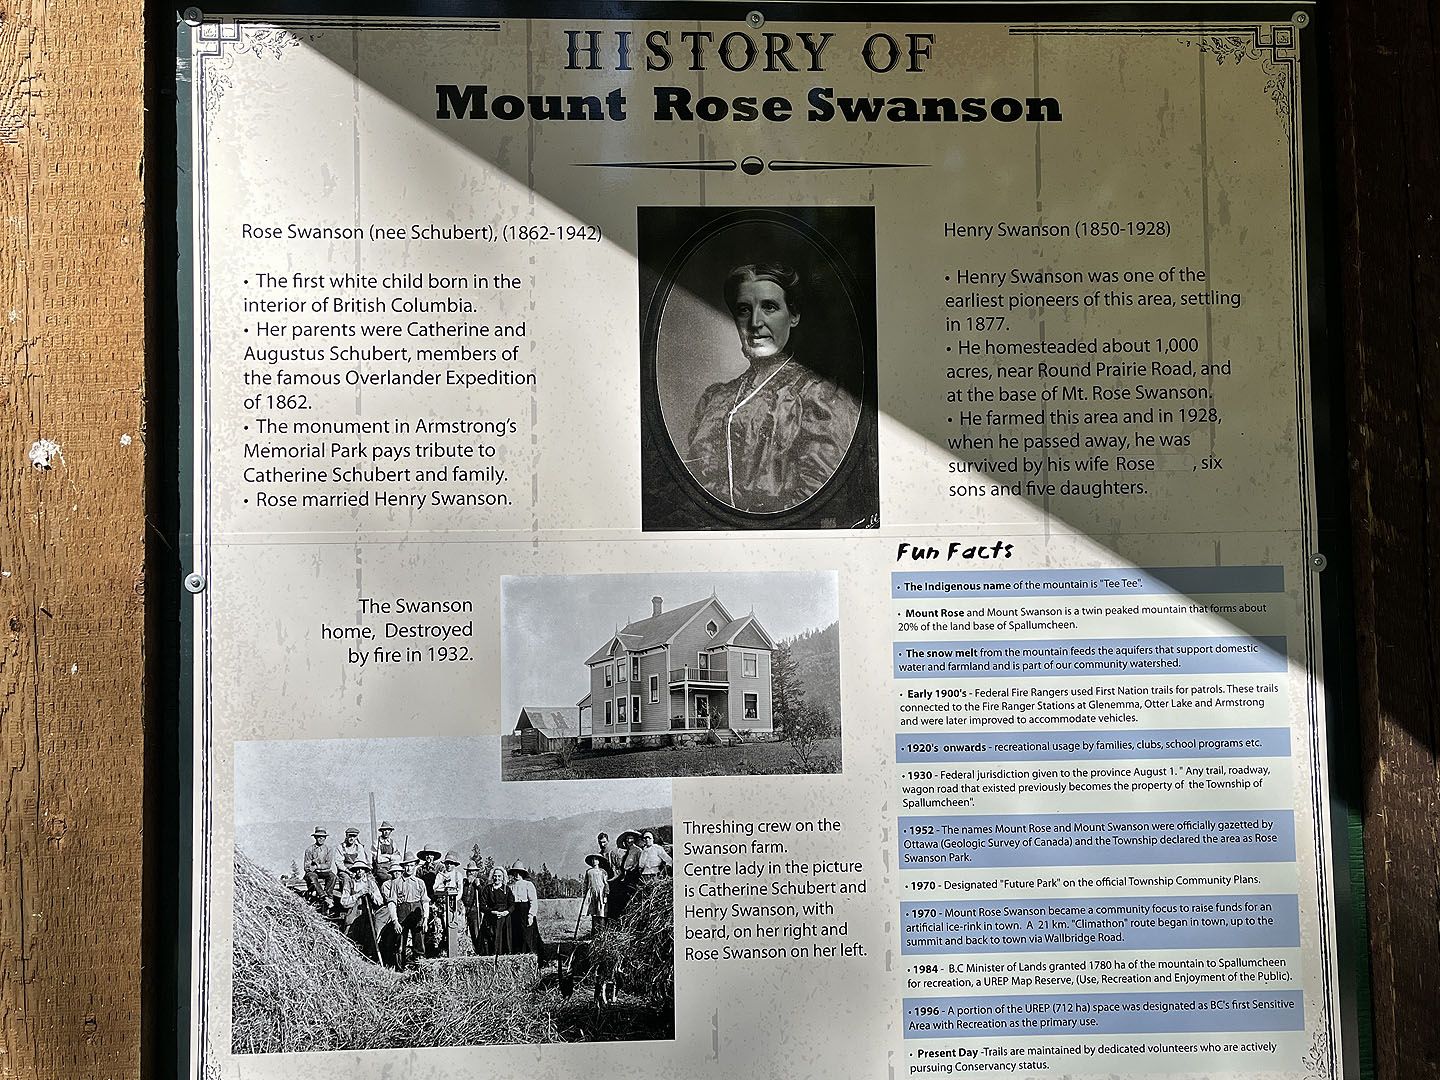 HISTORY OF
Mount Rose Swanson
Rose Swanson (nee Schubert), (1862-1942)
• The first white child born in the
interior of British Columbia.
• Her parents were Catherine and
Augustus Schubert, members of
the famous Overlander Expedition
of 1862.
• The monument in Armstrong's
Memorial Park pays tribute to
Catherine Schubert and family.
• Rose married Henry Swanson.
Henry Swanson (1850-1928)
• Henry Swanson was one of the
earliest pioneers of this area, settling
in 1877.
• He homesteaded about 1,000
acres, near Round Prairie Road, and
at the base of Mt. Rose Swanson.
• He farmed this area and in 1928,
when he passed away, he was
survived by his wife Rose , six
sons and five daughters.
The Swanson
home, Destroyed
by fire in 1932.
Threshing crew on the
Swanson farm.
Centre lady in the picture
is Catherine Schubert and
Henry Swanson, with
beard, on her right and
Rose Swanson on her left.
Fun Facts
• The Indigenous name of the mountain is "Tee Tee".
• Mount Rose and Mount Swanson is a twin peaked mountain that forms about
20% of the land base of Spallumcheen.
• The snow melt from the mountain feeds the aquifers that support domestic
water and farmland and is part of our community watershed.
• Early 1900's - Federal Fire Rangers used First Nation trails for patrols. These trails
connected to the Fire Ranger Stations at Glenemma, Otter Lake and Armstrong
and were later improved to accommodate vehicles.
• 1920's onwards - recreational usage by families, clubs, school programs etc.
• 1930 - Federal jurisdiction given to the province August 1. " Any trail, roadway,
wagon road that existed previously becomes the property of the Township of
Spallumcheen".
• 1952 - The names Mount Rose and Mount Swanson were officially gazetted by
Ottawa (Geologic Survey of Canada) and the Township declared the area as Rose
Swanson Park.
• 1970 - Designated "Future Park" on the official Township Community Plans.
• 1970 - Mount Rose Swanson became a community focus to raise funds for an
artificial ice-rink in town. A 21 km. "Climathon" route began in town, up to the
summit and back to town via Wallbridge Road.
• 1984 - B.C Minister of Lands granted 1780 ha of the mountain to Spallumcheen
for recreation, a UREP Map Reserve, (Use, Recreation and Enjoyment of the Public).
• 1996 - A portion of the UREP (712 ha) space was designated as BC's first Sensitive
Area with Recreation as the primary use.
• Present Day -Trails are maintained by dedicated volunteers who are actively
pursuing Conservancy status.